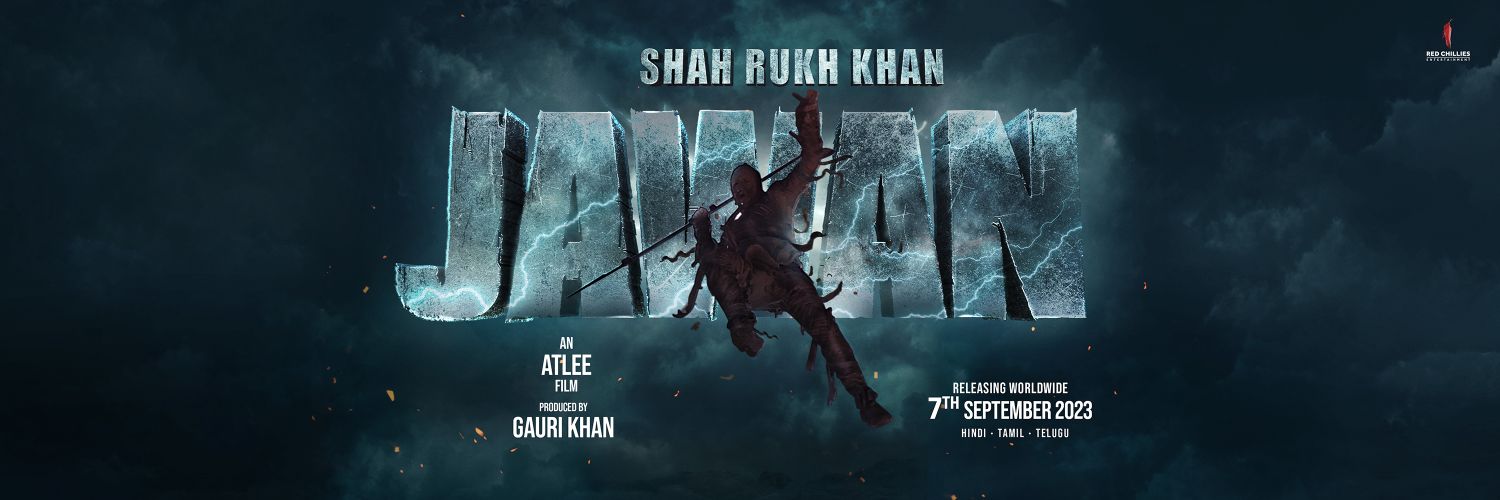 SHAH RUKH KHAN
JAWAN
AN
ATLEE
FILM
PRODUCED BY
GAURI KHAN
RELEASING WORLDWIDE
7TH SEPTEMBER 2023
HINDI · TAMIL · TELUGU
RED CHILLIES
ENTERTAINMENT